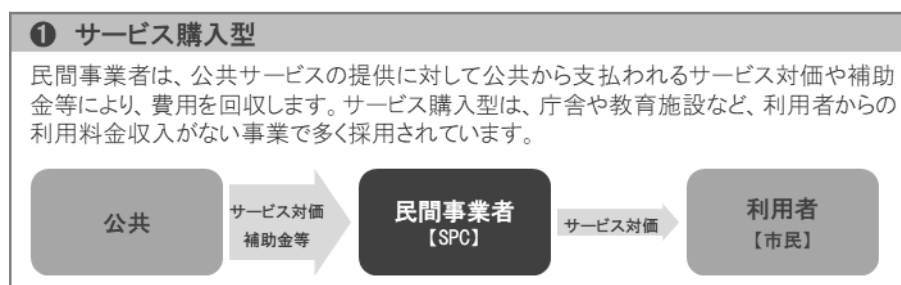 ❶ サービス購入型
民間事業者は、公共サービスの提供に対して公共から支払われるサービス対価や補助
金等により、費用を回収します。サービス購入型は、庁舎や教育施設など、利用者からの
利用料金収入がない事業で多く採用されています。
公共
サービス対価
補助金等
民間事業者
【SPC】
サービス対価
利用者
【市民】